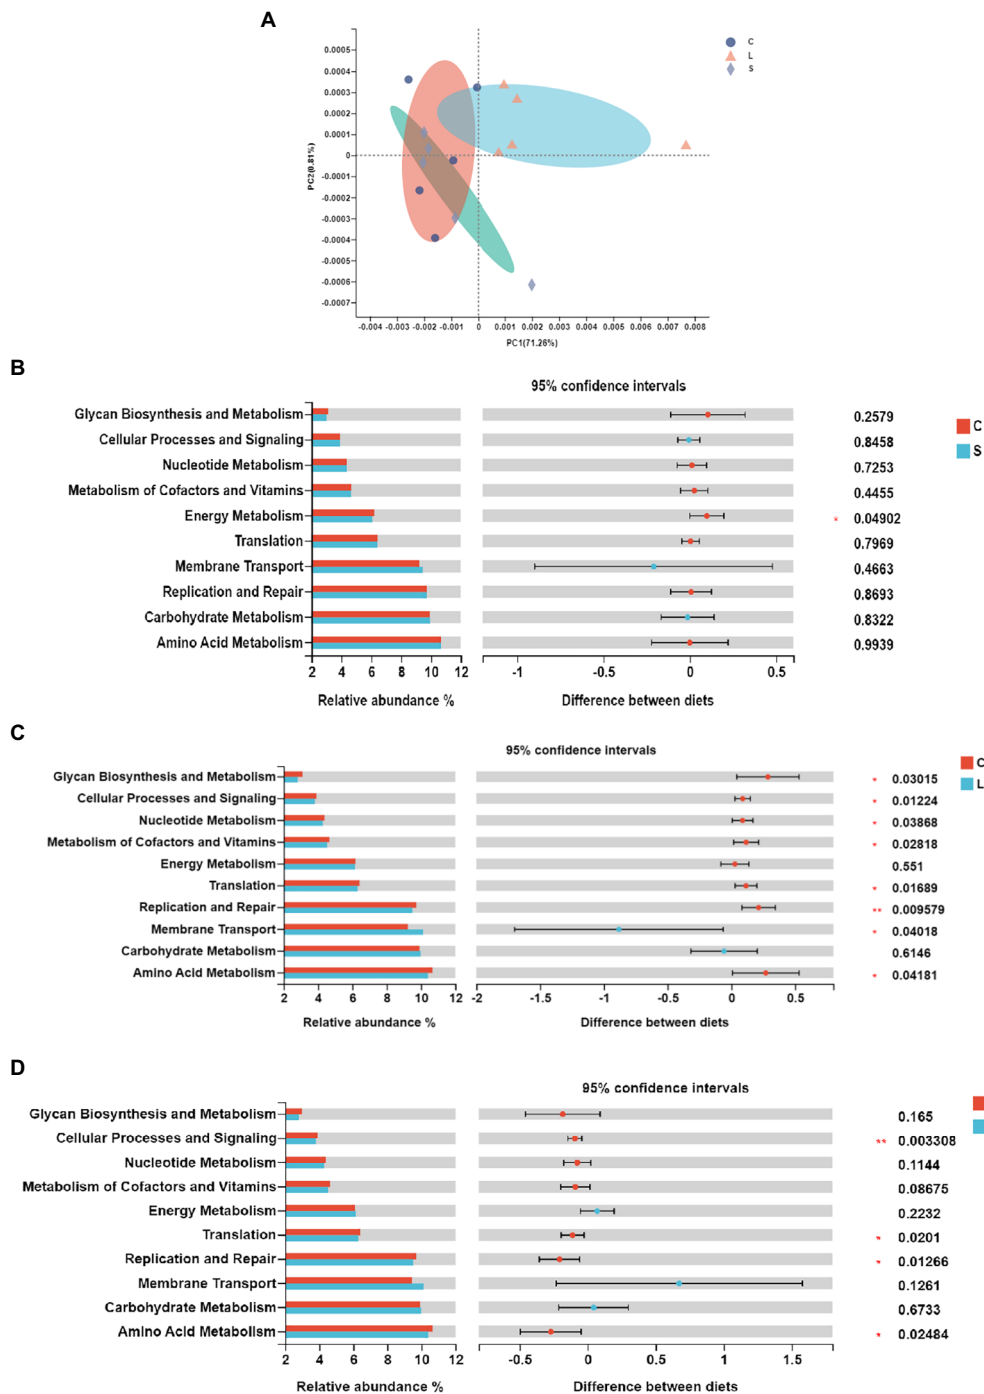 A
C
L
S
0.0005
0.0004
0.0003
0.0002
0.0001
0
-0.0001
-0.0002
-0.0003
-0.0004
-0.0005
-0.0006
-0.0007
PC2(0.81%)
-0.004 -0.003 -0.002 -0.001 0 0.001 0.002 0.003 0.004 0.005 0.006 0.007 0.008
PC1(71.26%)
B
95% confidence intervals
Glycan Biosynthesis and Metabolism 0.2579
Cellular Processes and Signaling 0.8458
Nucleotide Metabolism 0.7253
Metabolism of Cofactors and Vitamins 0.4455
Energy Metabolism * 0.04902
Translation 0.7969
Membrane Transport 0.4663
Replication and Repair 0.8693
Carbohydrate Metabolism 0.8322
Amino Acid Metabolism 0.9939
C
S
2 4 6 8 10 12 -1 -0.5 0 0.5
Relative abundance % Difference between diets
C
95% confidence intervals
Glycan Biosynthesis and Metabolism * 0.03015
Cellular Processes and Signaling * 0.01224
Nucleotide Metabolism * 0.03868
Metabolism of Cofactors and Vitamins * 0.02818
Energy Metabolism 0.551
Translation * 0.01689
Replication and Repair ** 0.009579
Membrane Transport * 0.04018
Carbohydrate Metabolism 0.6146
Amino Acid Metabolism * 0.04181
C
L
2 4 6 8 10 12 -2 -1.5 -1 -0.5 0 0.5
Relative abundance % Difference between diets
D
95% confidence intervals
Glycan Biosynthesis and Metabolism 0.165
Cellular Processes and Signaling ** 0.003308
Nucleotide Metabolism 0.1144
Metabolism of Cofactors and Vitamins 0.08675
Energy Metabolism 0.2232
Translation * 0.0201
Replication and Repair * 0.01266
Membrane Transport 0.1261
Carbohydrate Metabolism 0.6733
Amino Acid Metabolism * 0.02484
2 4 6 8 10 12 -0.5 0 0.5 1 1.5
Relative abundance % Difference between diets